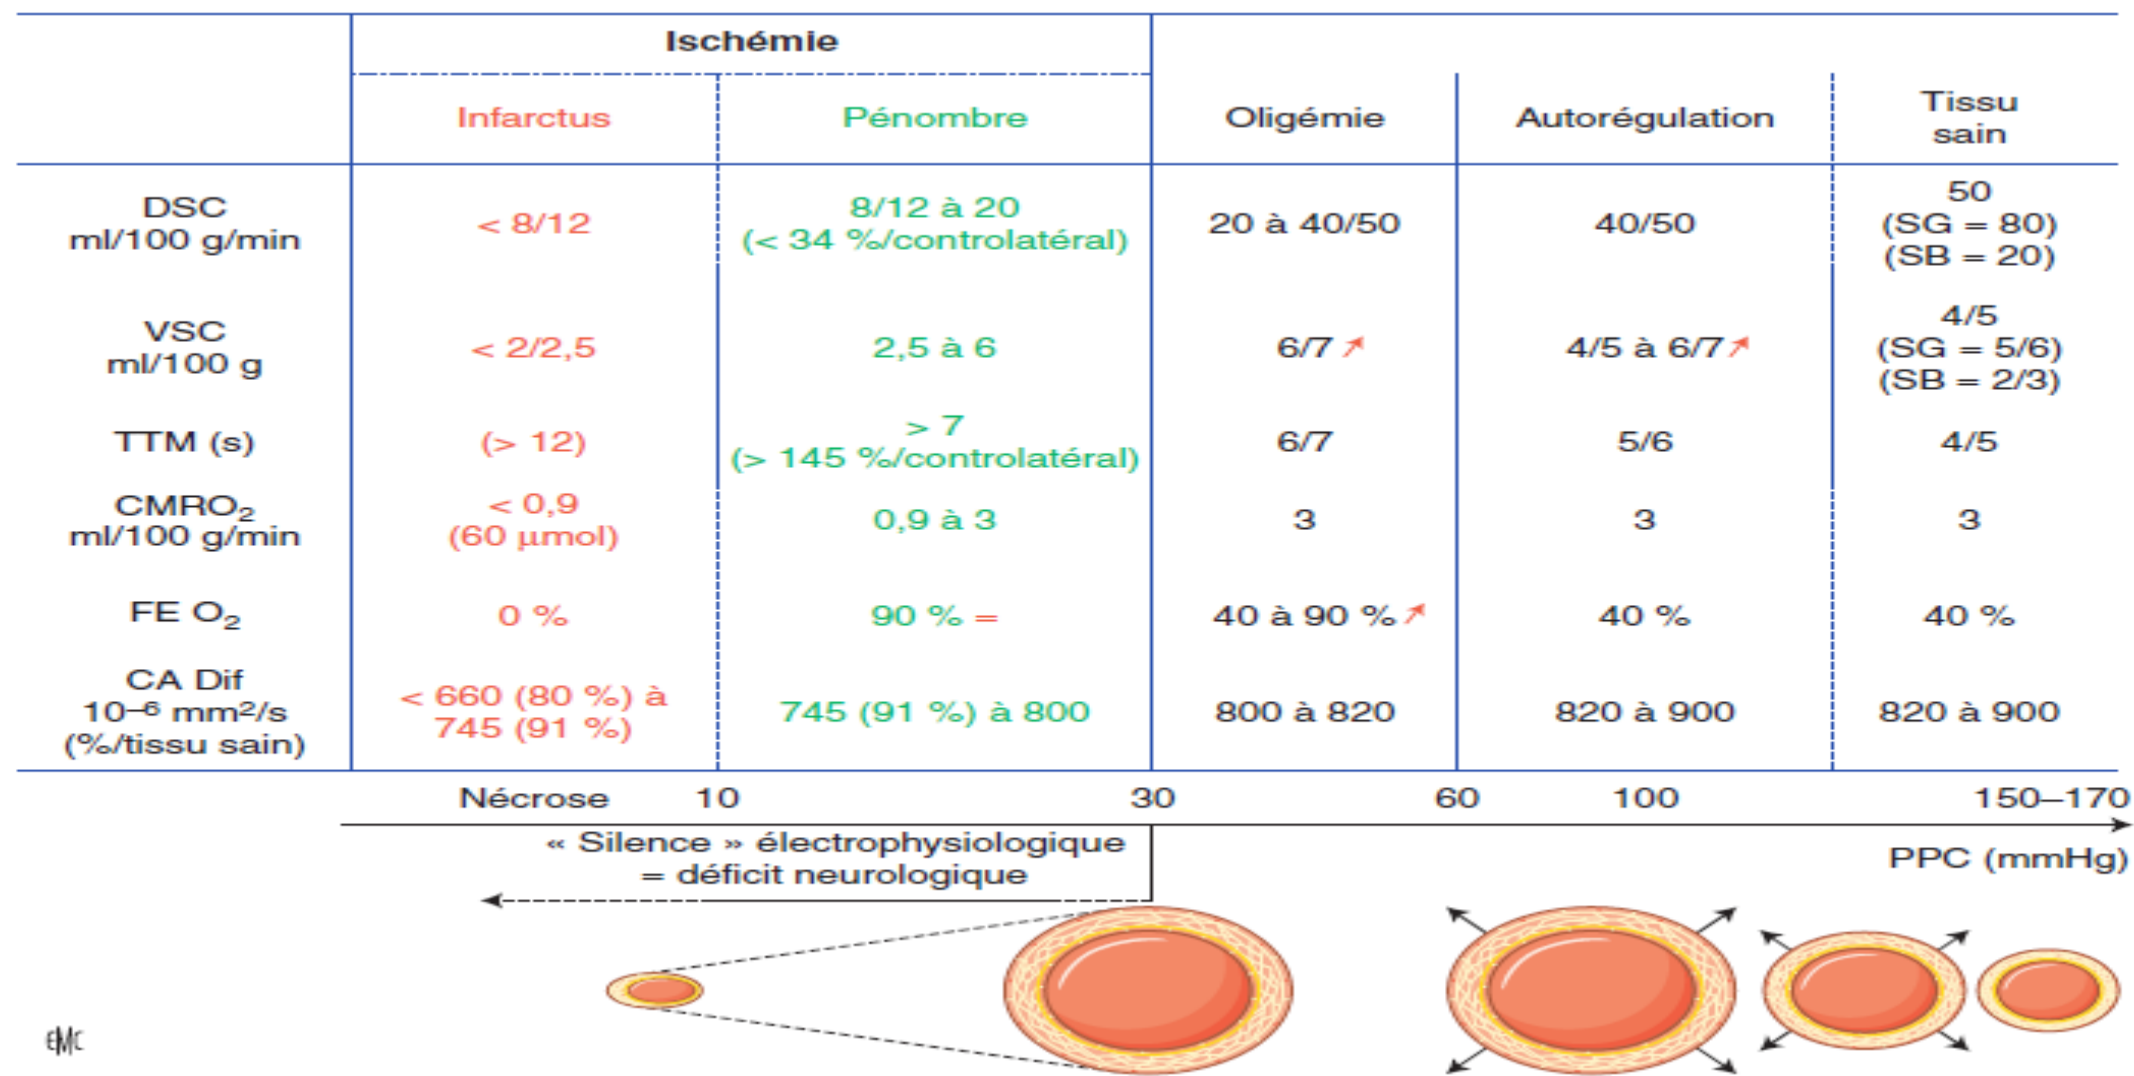 Ischémie
Infarctus Pénombre Oligémie Autorégulation Tissu sain
DSC
ml/100 g/min
< 8/12
8/12 à 20
(< 34 %/controlatéral)
20 à 40/50
40/50
50
(SG = 80)
(SB = 20)
VSC
ml/100 g
< 2/2,5
2,5 à 6
6/7 ↗
4/5 à 6/7 ↗
4/5
(SG = 5/6)
(SB = 2/3)
TTM (s)
(> 12)
> 7
(> 145 %/controlatéral)
6/7
5/6
4/5
CMRO₂
ml/100 g/min
< 0,9
(60 µmol)
0,9 à 3
3
3
3
FE O₂
0 %
90 % =
40 à 90 % ↗
40 %
40 %
CA Dif
10⁻⁶ mm²/s
(%/tissu sain)
< 660 (80 %) à
745 (91 %)
745 (91 %) à 800
800 à 820
820 à 900
820 à 900
Nécrose 10 30 60 100 150–170
« Silence » électrophysiologique
= déficit neurologique
PPC (mmHg)
EMC